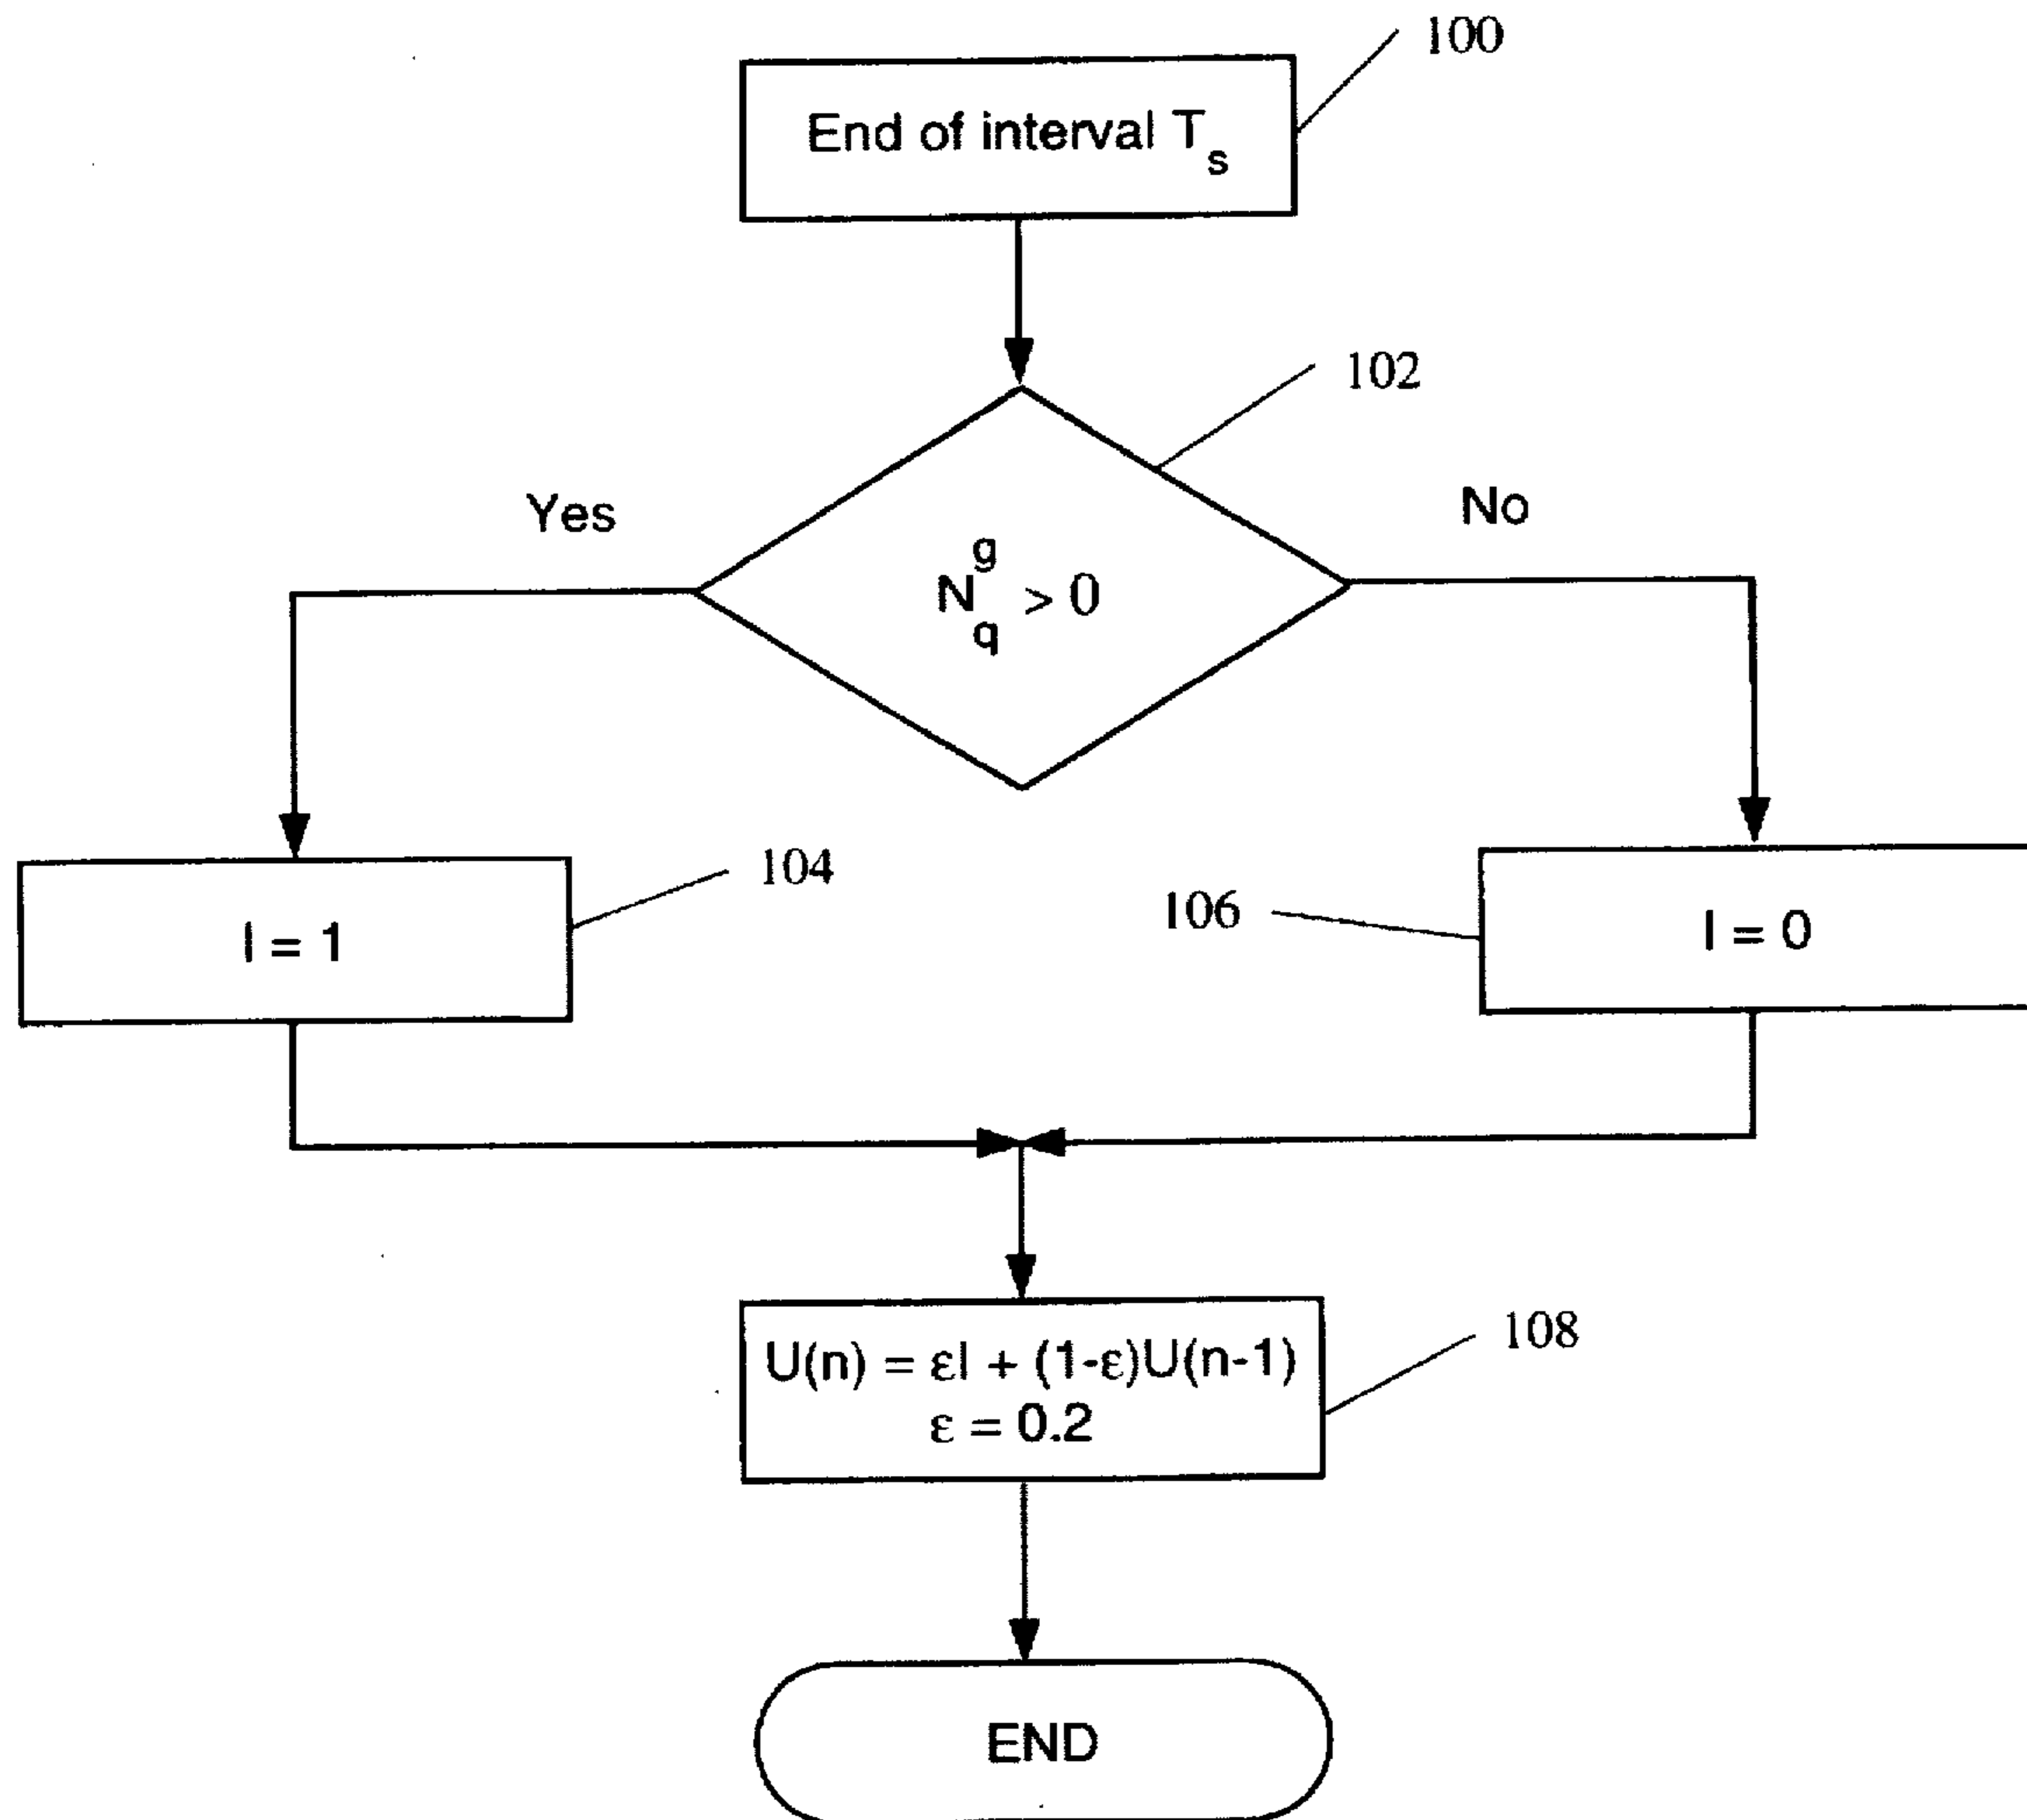 100
End of interval T_s
102
Yes
No
N_q^g > 0
104
I = 1
106
I = 0
108
U(n) = εI + (1-ε)U(n-1)
ε = 0.2
END